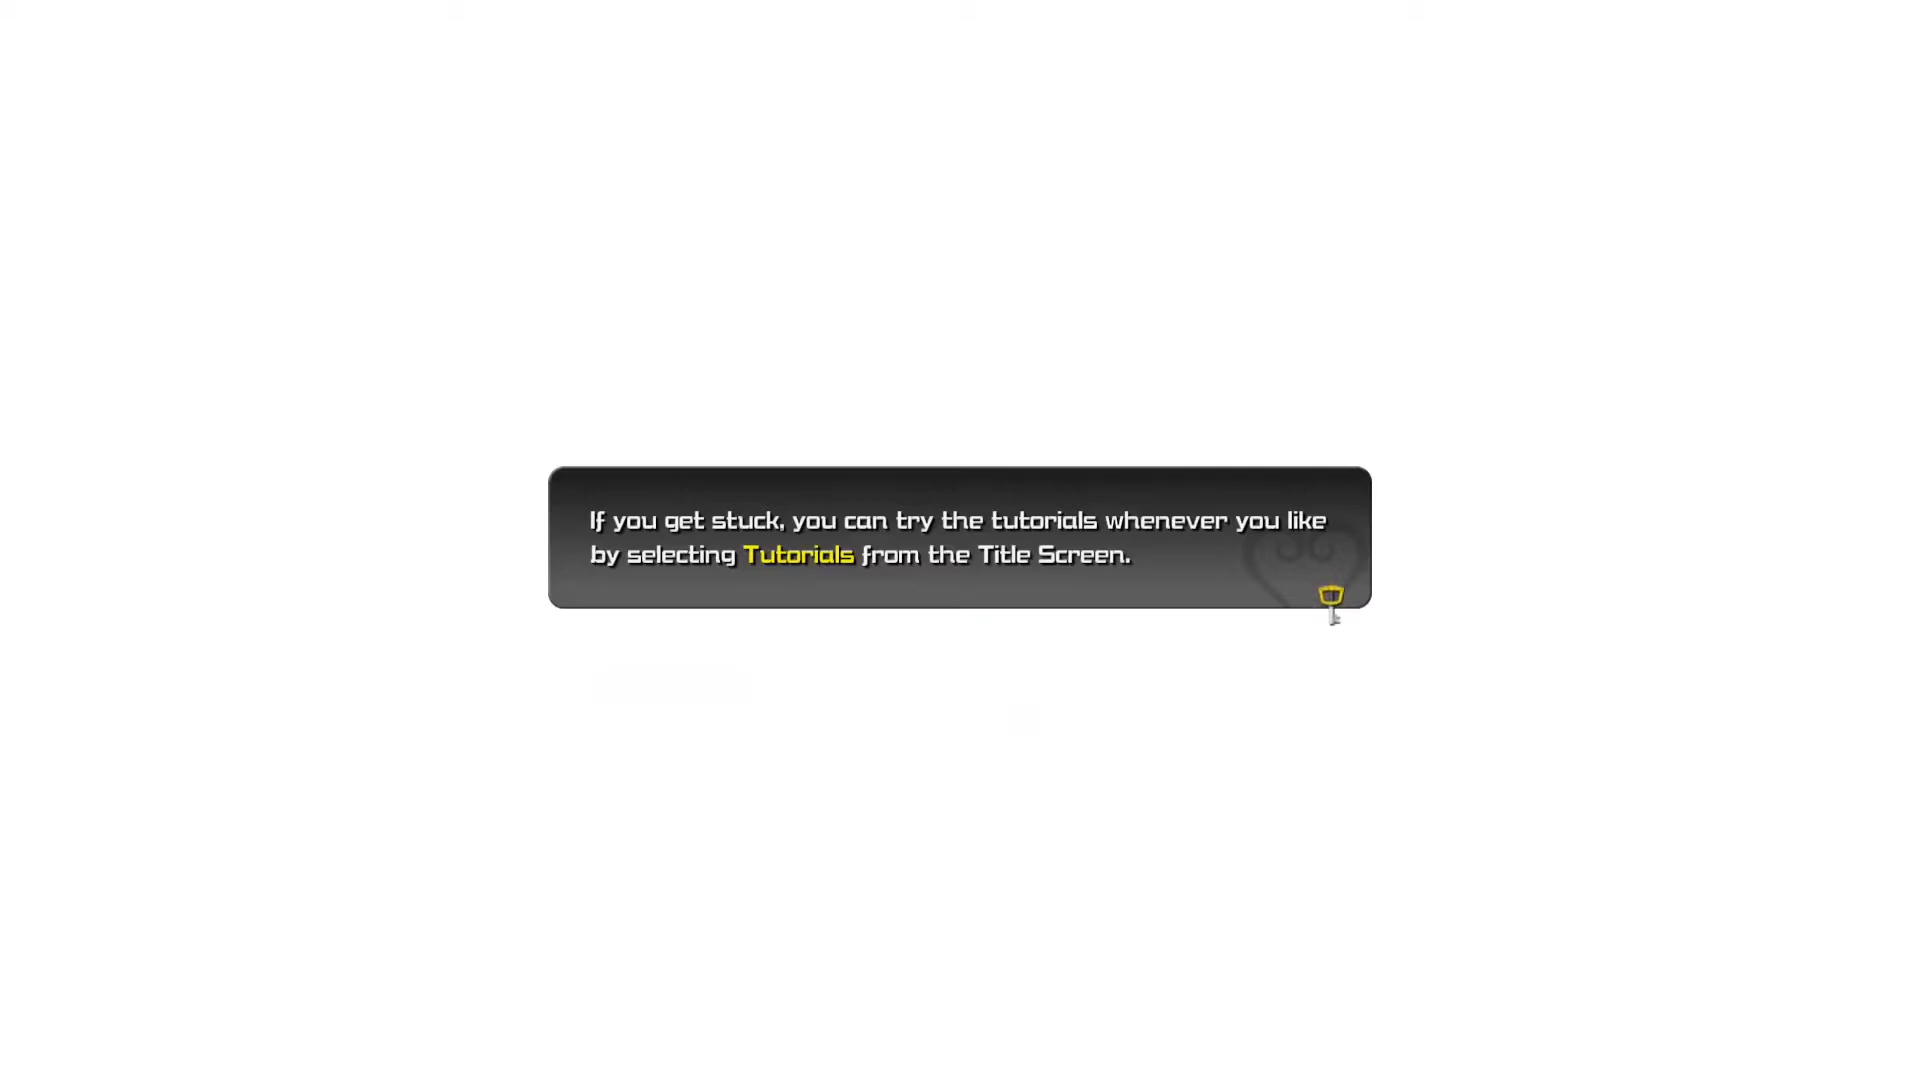 If you get stuck, you can try the tutorials whenever you like
by selecting Tutorials from the Title Screen.